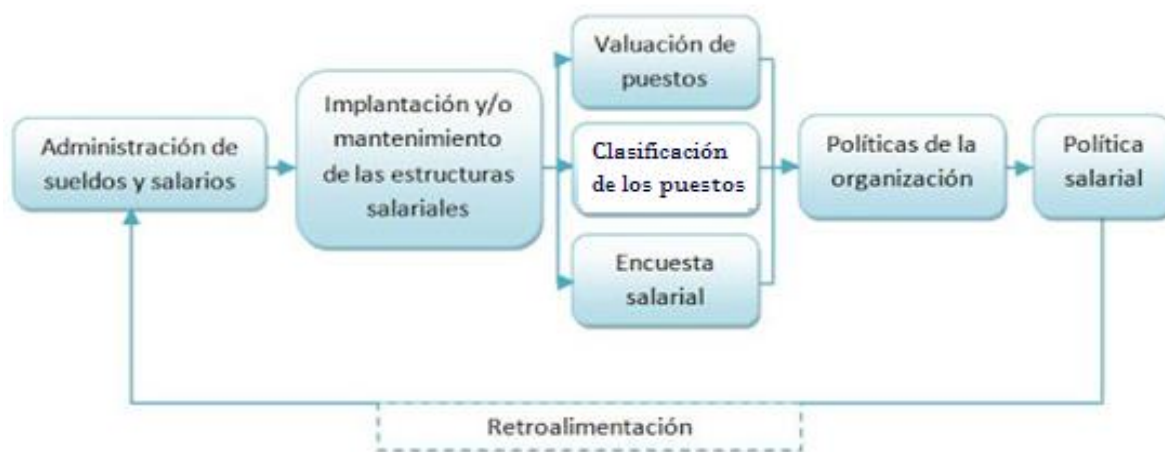 Administración de
sueldos y salarios
Implantación y/o
mantenimiento
de las estructuras
salariales
Valuación de
puestos
Clasificación
de los puestos
Encuesta
salarial
Políticas de la
organización
Política
salarial
Retroalimentación